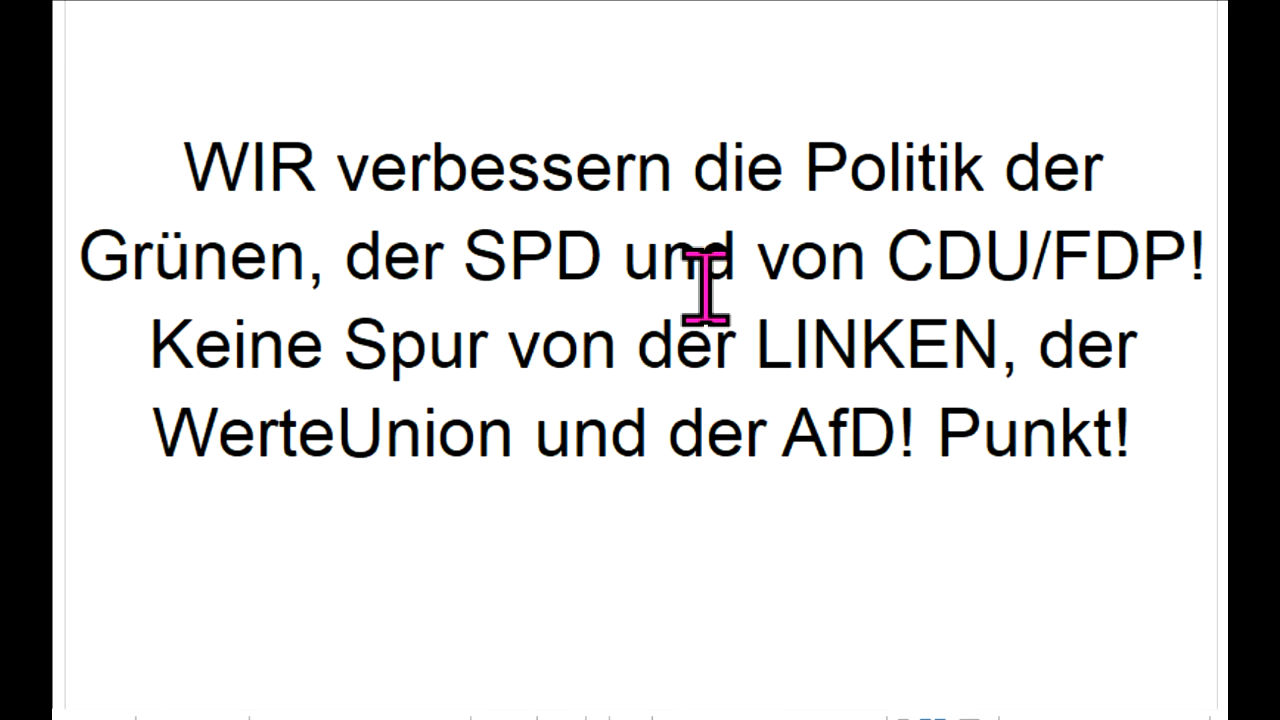 WIR verbessern die Politik der
Grünen, der SPD und von CDU/FDP!
Keine Spur von der LINKEN, der
WerteUnion und der AfD! Punkt!